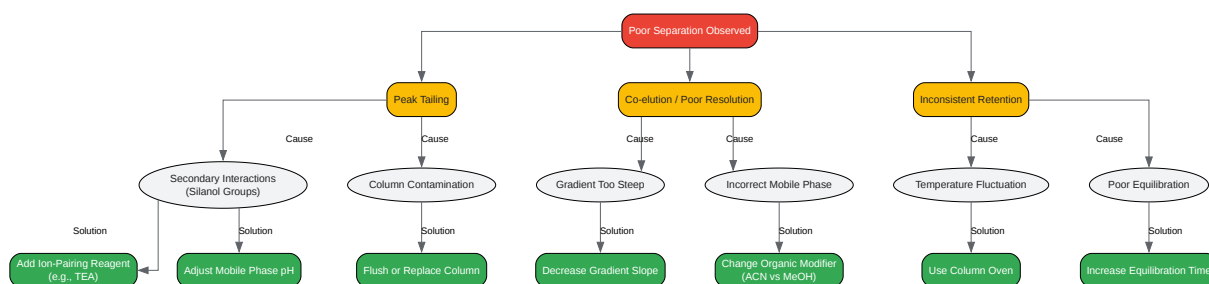 Poor Separation Observed
Peak Tailing
Co-elution / Poor Resolution
Inconsistent Retention
Cause
Cause
Cause
Cause
Cause
Cause
Secondary Interactions
(Silanol Groups)
Column Contamination
Gradient Too Steep
Incorrect Mobile Phase
Temperature Fluctuation
Poor Equilibration
Solution
Solution
Solution
Solution
Solution
Solution
Solution
Add Ion-Pairing Reagent
(e.g., TEA)
Adjust Mobile Phase pH
Flush or Replace Column
Decrease Gradient Slope
Change Organic Modifier
(ACN vs MeOH)
Use Column Oven
Increase Equilibration Time